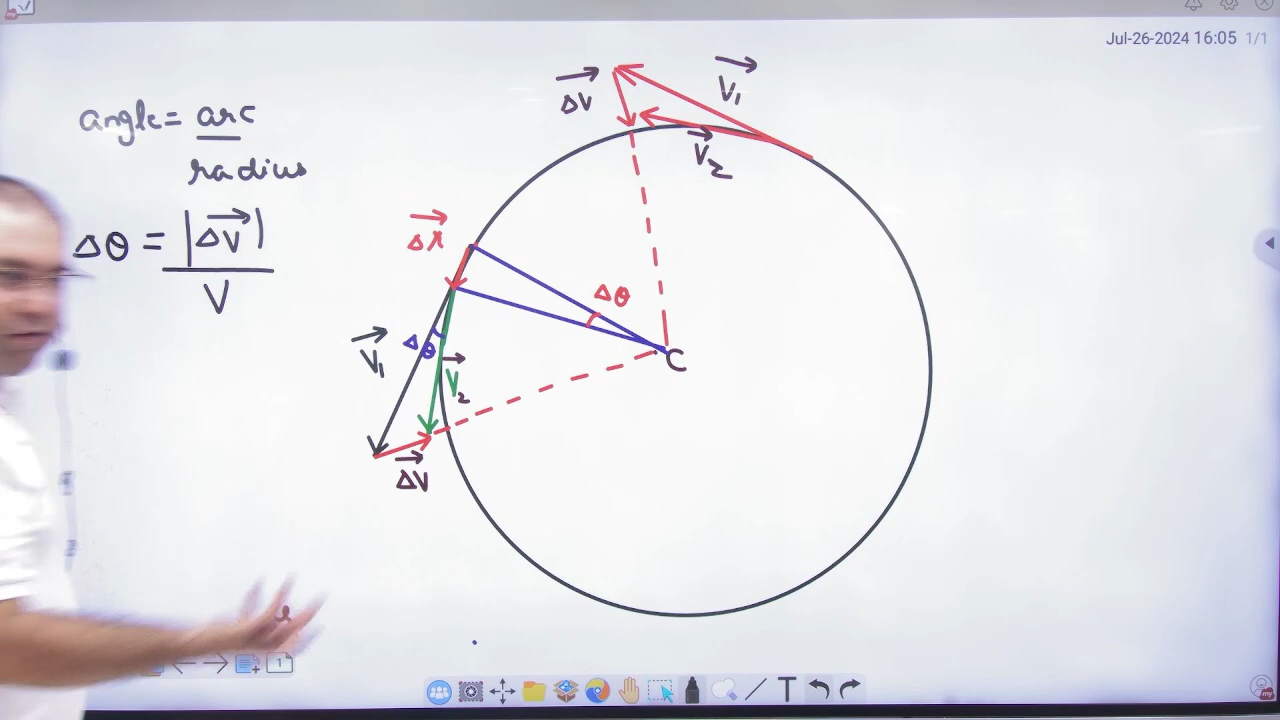 Jul-26-2024 16:05 1/1
angle = arc
radius
Δθ = |ΔV|
V
ΔV
V₁
V₂
Δr
Δθ
V₁
Δθ
V₂
C
ΔV
1
T